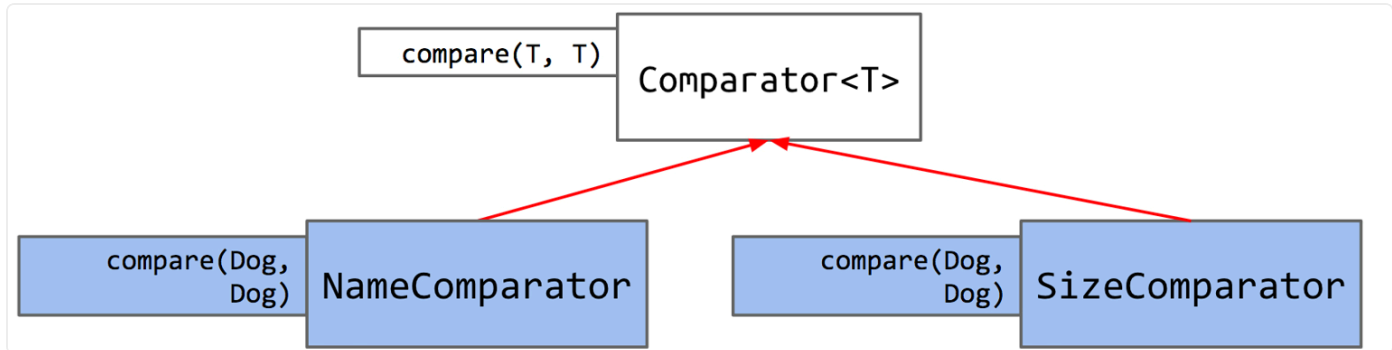 compare(T, T)
Comparator<T>
compare(Dog,
Dog)
NameComparator
compare(Dog,
Dog)
SizeComparator